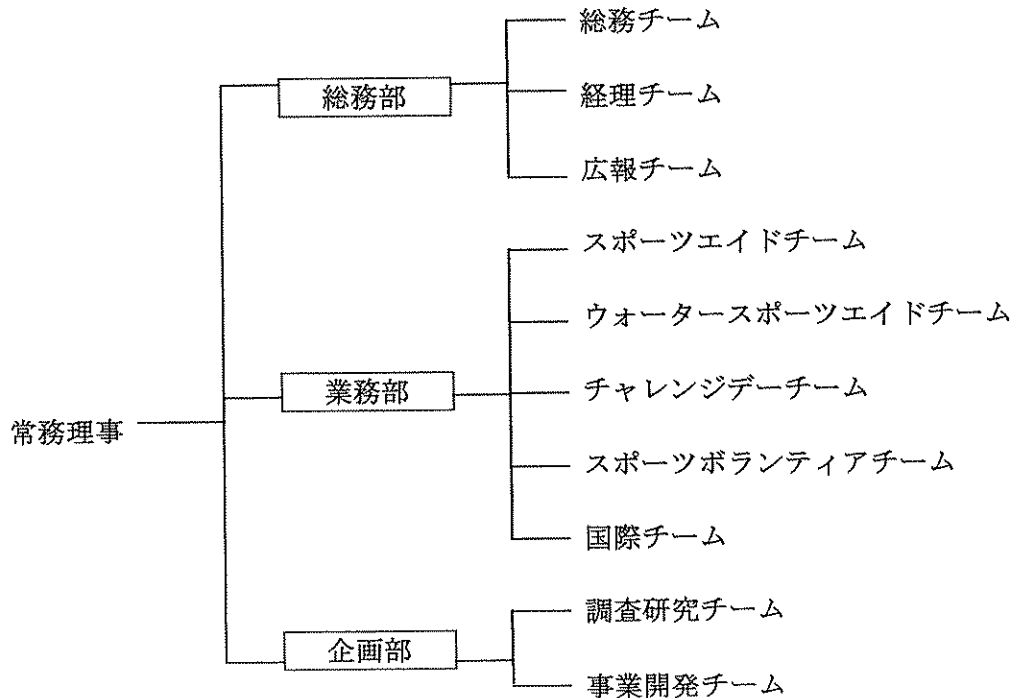 総務チーム
総務部
経理チーム
広報チーム
スポーツエイドチーム
ウォータースポーツエイドチーム
業務部
チャレンジデーチーム
常務理事
スポーツボランティアチーム
国際チーム
調査研究チーム
企画部
事業開発チーム